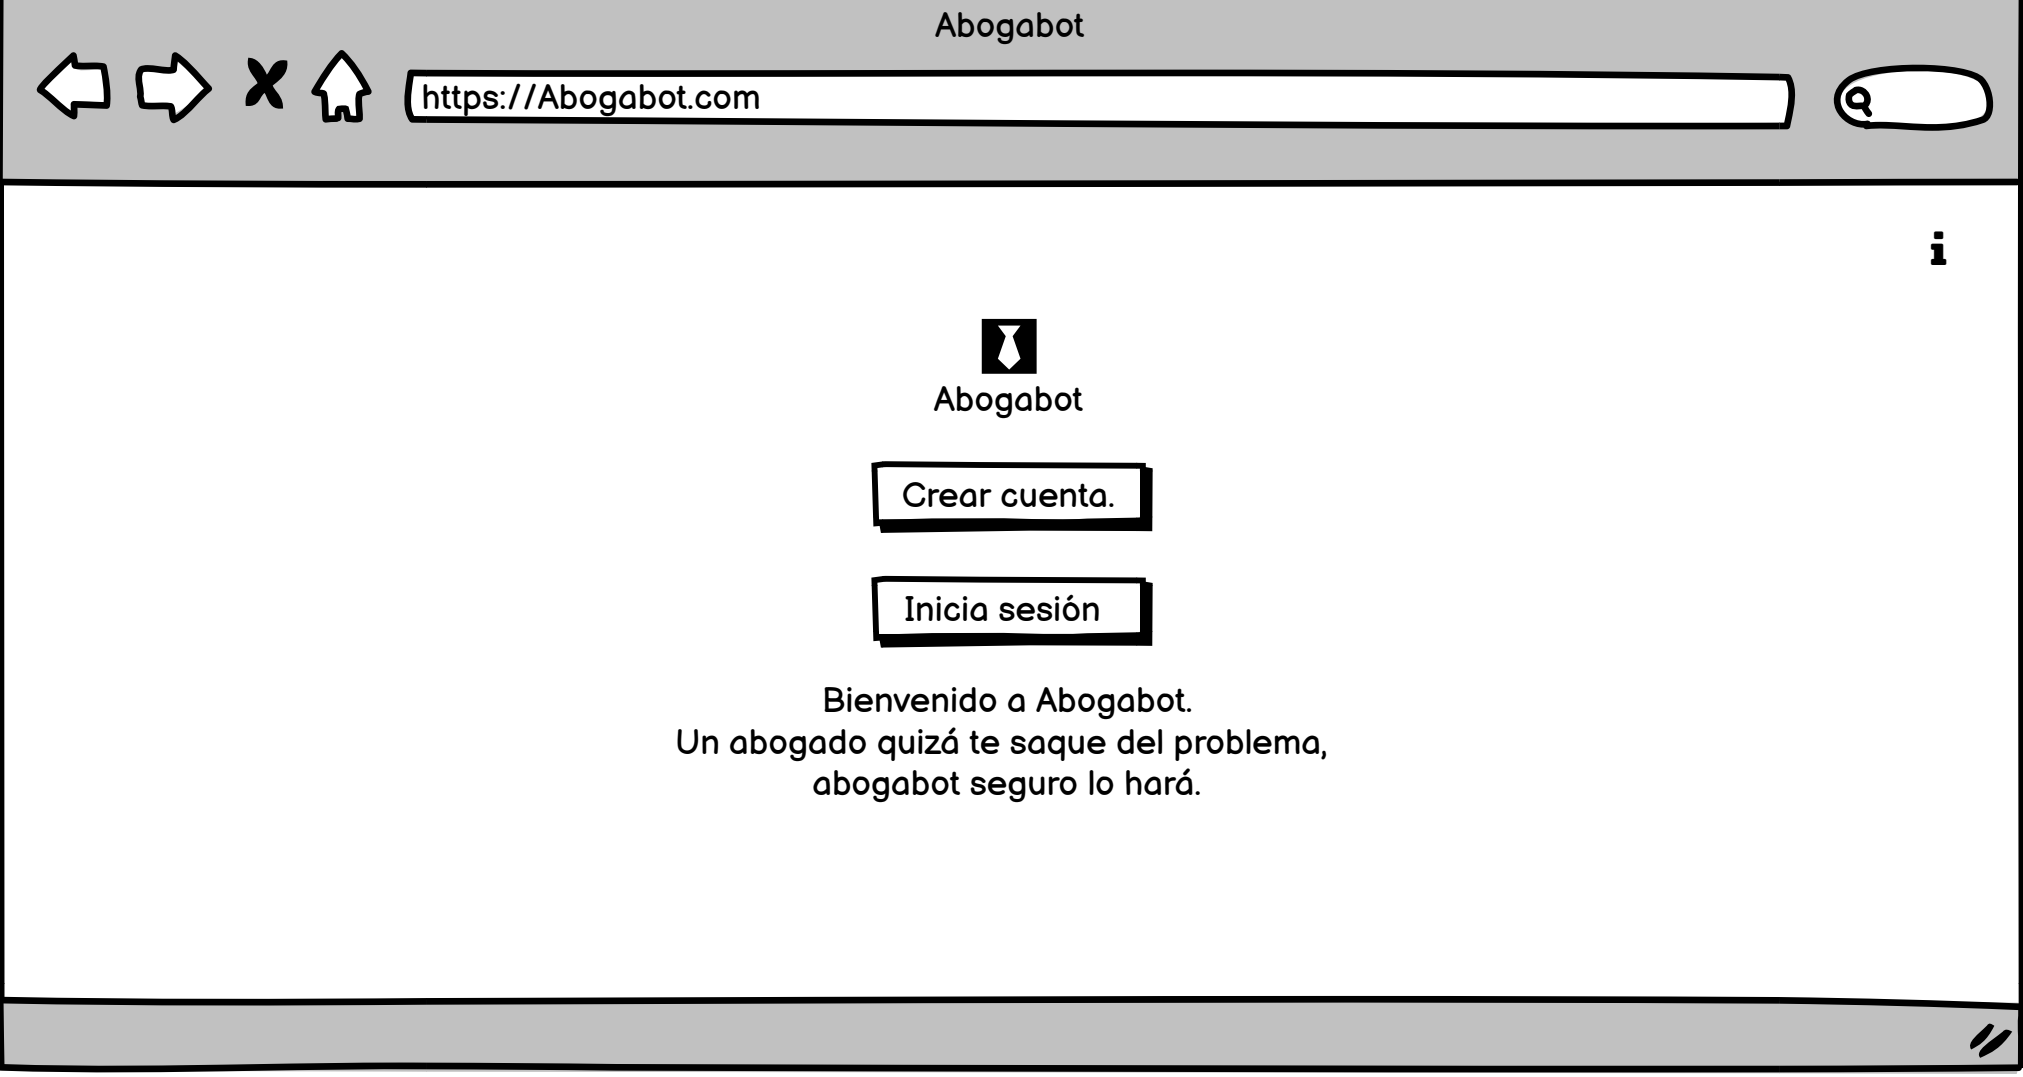 Abogabot
https://Abogabot.com
Abogabot
Crear cuenta.
Inicia sesión
Bienvenido a Abogabot.
Un abogado quizá te saque del problema,
abogabot seguro lo hará.